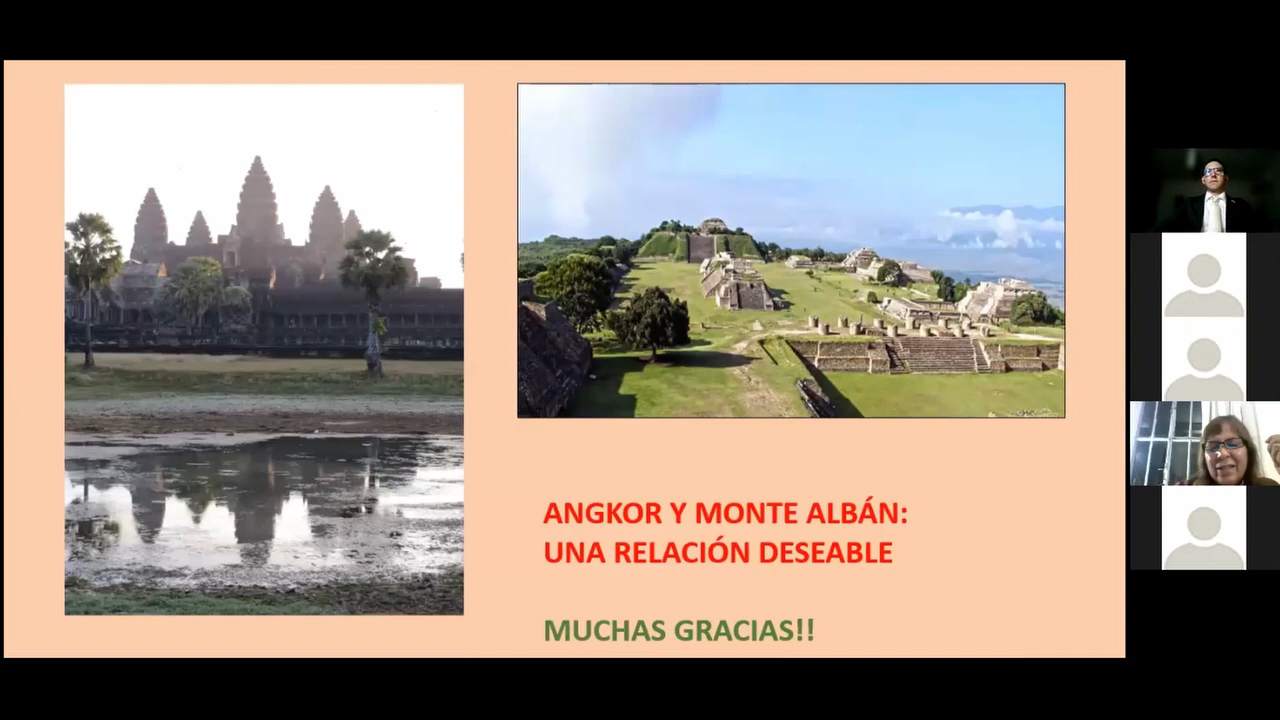 ANGKOR Y MONTE ALBÁN:
UNA RELACIÓN DESEABLE
MUCHAS GRACIAS!!